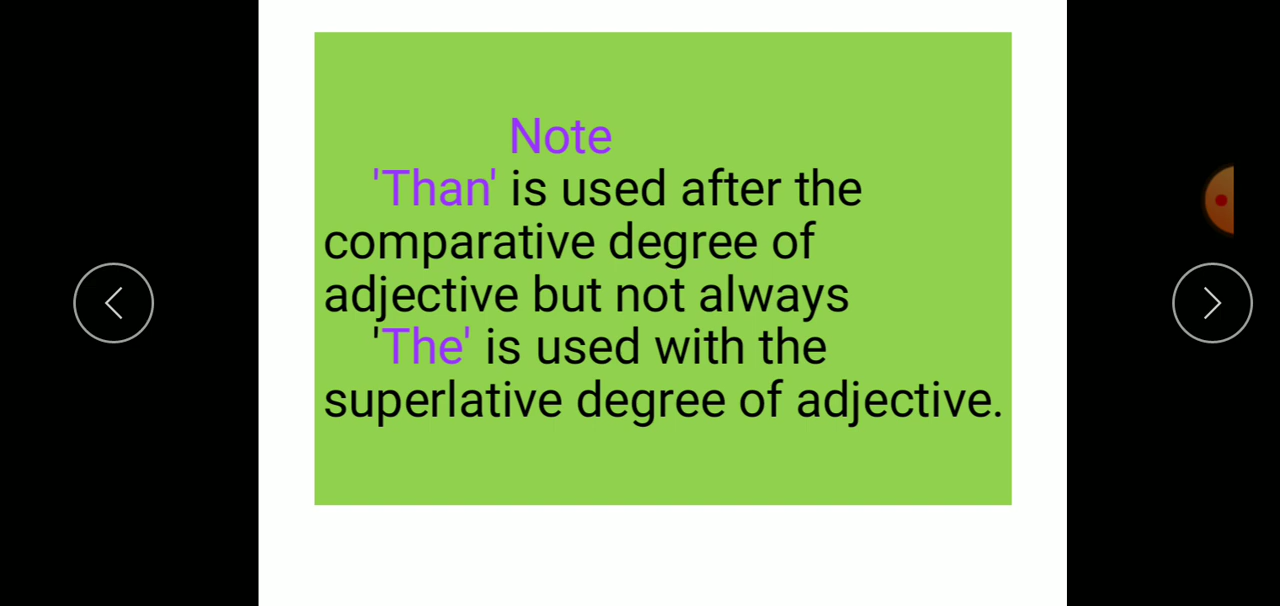 Note
'Than' is used after the
comparative degree of
adjective but not always
'The' is used with the
superlative degree of adjective.